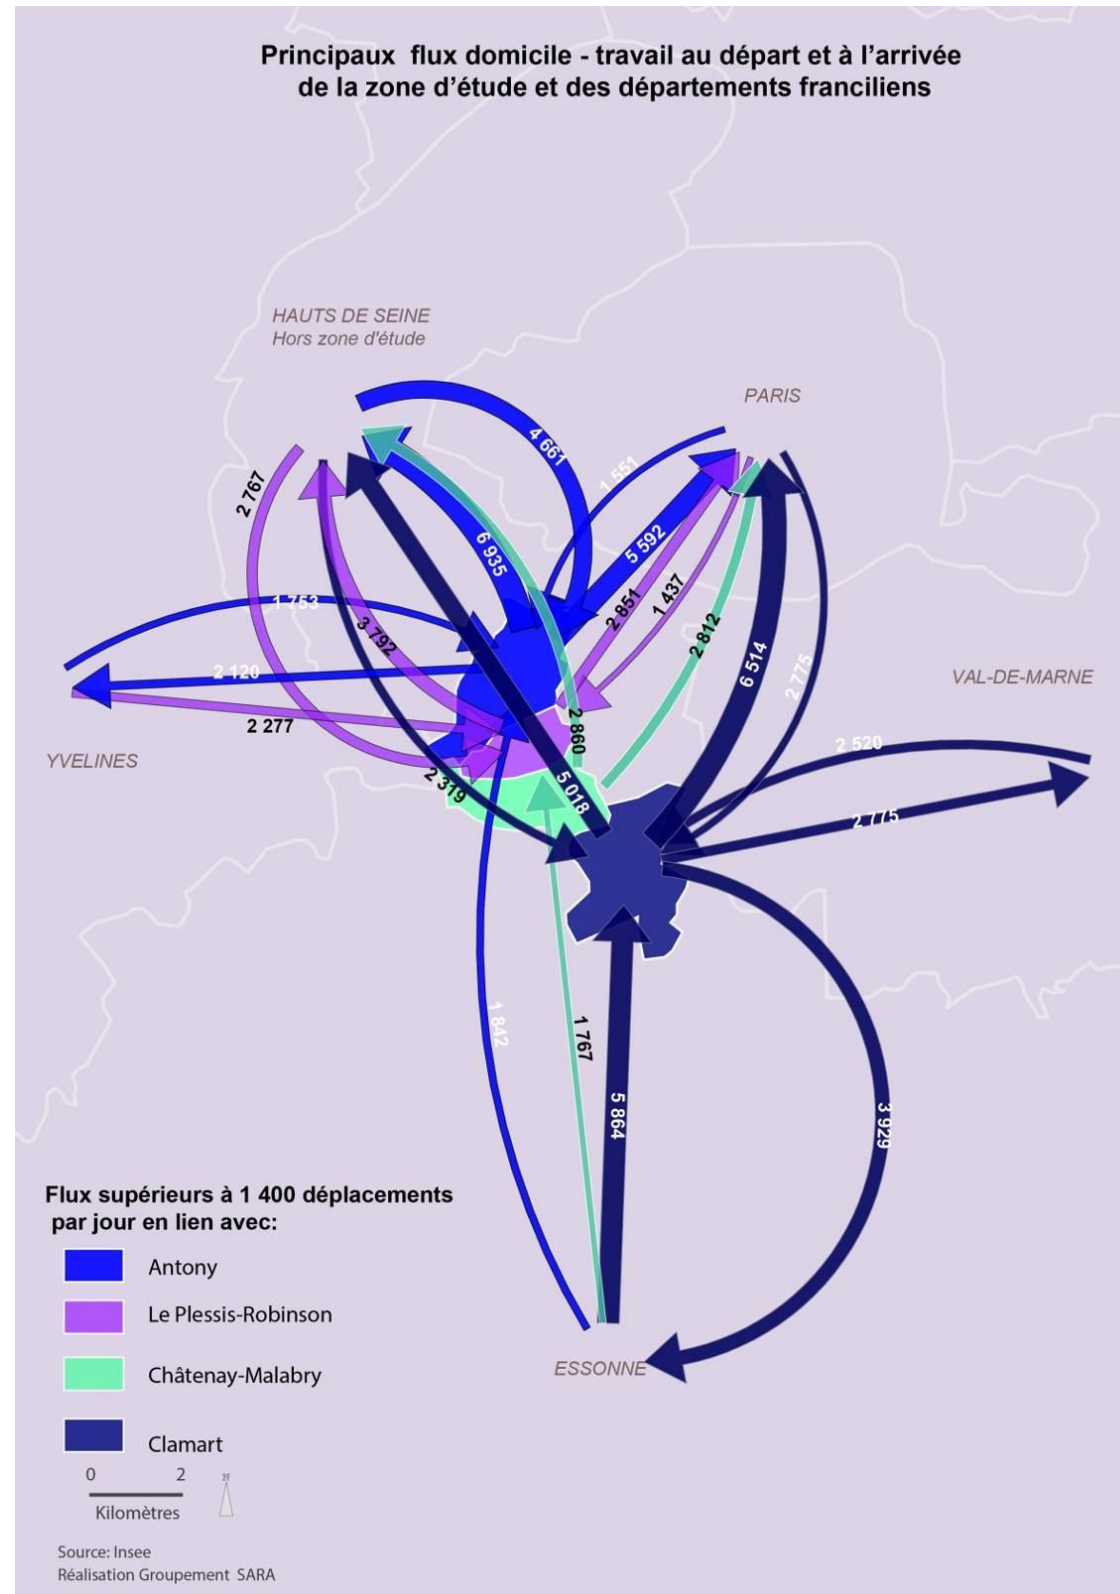 Principaux  flux domicile - travail au départ et à l'arrivée
de la zone d'étude et des départements franciliens
HAUTS DE SEINE
Hors zone d'étude
PARIS
4 661
1 551
2 767
6 935
5 592
2 851
1 437
1 753
3 792
2 812
6 514
2 775
2 120
VAL-DE-MARNE
2 277
2 860
2 520
YVELINES
2 319
5 018
2 775
1 842
1 767
5 864
3 929
Flux supérieurs à 1 400 déplacements
par jour en lien avec:
Antony
Le Plessis-Robinson
ESSONNE
Châtenay-Malabry
Clamart
0 2
N
Kilomètres
Source: Insee
Réalisation Groupement  SARA